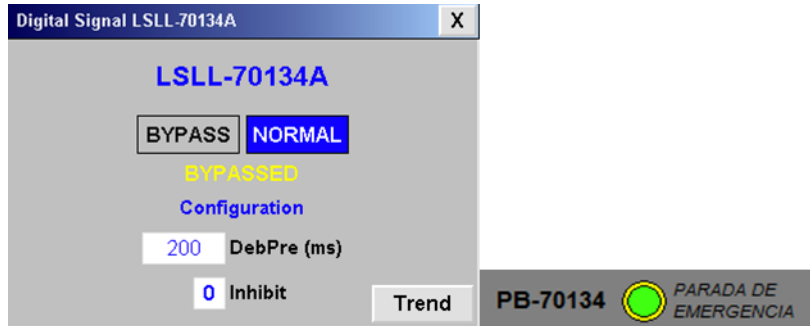 Digital Signal LSLL-70134A X
LSLL-70134A
BYPASS NORMAL
BYPASSED
Configuration
200 DebPre (ms)
0 Inhibit
Trend
PB-70134
PARADA DE
EMERGENCIA